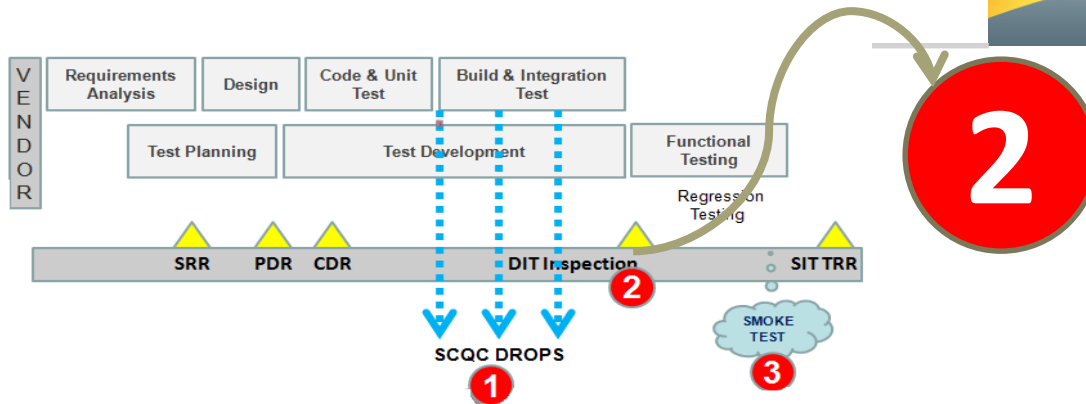 VENDOR
Requirements
Analysis
Design
Code & Unit
Test
Build & Integration
Test
2
Test Planning
Test Development
Functional
Testing
Regression
Testing
SRR
PDR
CDR
DIT Inspection
SIT TRR
2
SMOKE
TEST
SCQC DROPS
1
3